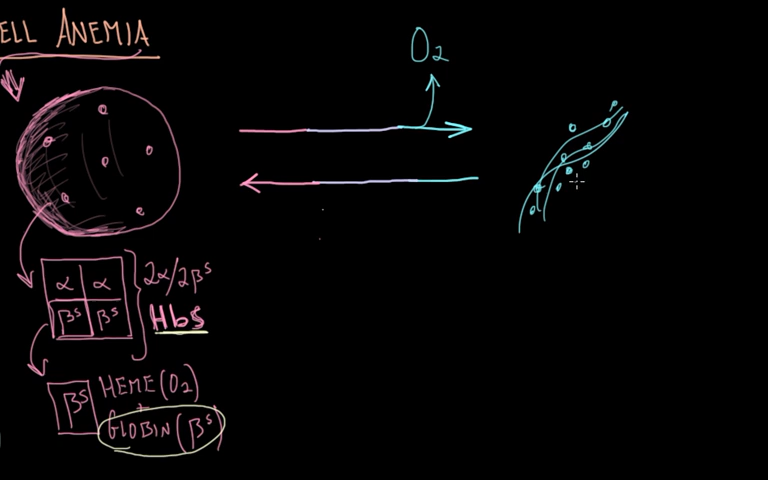 ELL ANEMIA
O₂
α α
βˢ βˢ
2α/2βˢ
HbS
βˢ
HEME (O₂)
+
GLOBIN (βˢ)